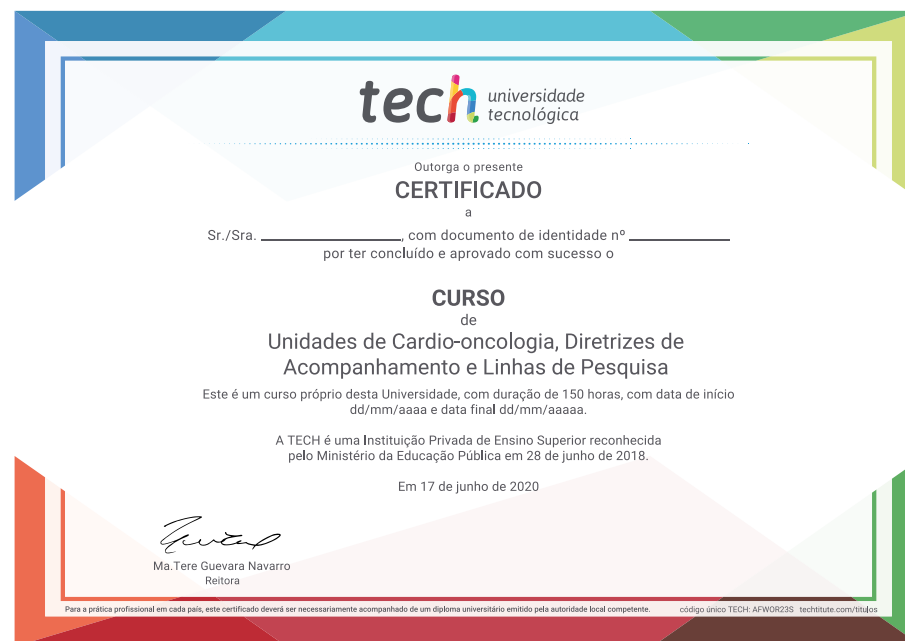 tech universidade
tecnológica
Outorga o presente
CERTIFICADO
a
Sr./Sra. ____________________, com documento de identidade nº ______________
por ter concluído e aprovado com sucesso o
CURSO
de
Unidades de Cardio-oncologia, Diretrizes de
Acompanhamento e Linhas de Pesquisa
Este é um curso próprio desta Universidade, com duração de 150 horas, com data de início
dd/mm/aaaa e data final dd/mm/aaaaa.
A TECH é uma Instituição Privada de Ensino Superior reconhecida
pelo Ministério da Educação Pública em 28 de junho de 2018.
Em 17 de junho de 2020
Ma.Tere Guevara Navarro
Reitora
Para a prática profissional em cada país, este certificado deverá ser necessariamente acompanhado de um diploma universitário emitido pela autoridade local competente.
código único TECH: AFWOR23S techtitute.com/titulos